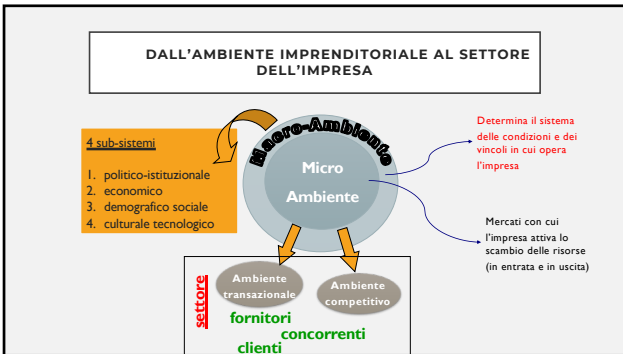 DALL’AMBIENTE IMPRENDITORIALE AL SETTORE
DELL’IMPRESA
4 sub-sistemi
1. politico-istituzionale
2. economico
3. demografico sociale
4. culturale tecnologico
Macro-Ambiente
Micro
Ambiente
Determina il sistema
delle condizioni e dei
vincoli in cui opera
l’impresa
Mercati con cui
l’impresa attiva lo
scambio delle risorse
(in entrata e in uscita)
settore
Ambiente
transazionale
Ambiente
competitivo
fornitori
concorrenti
clienti